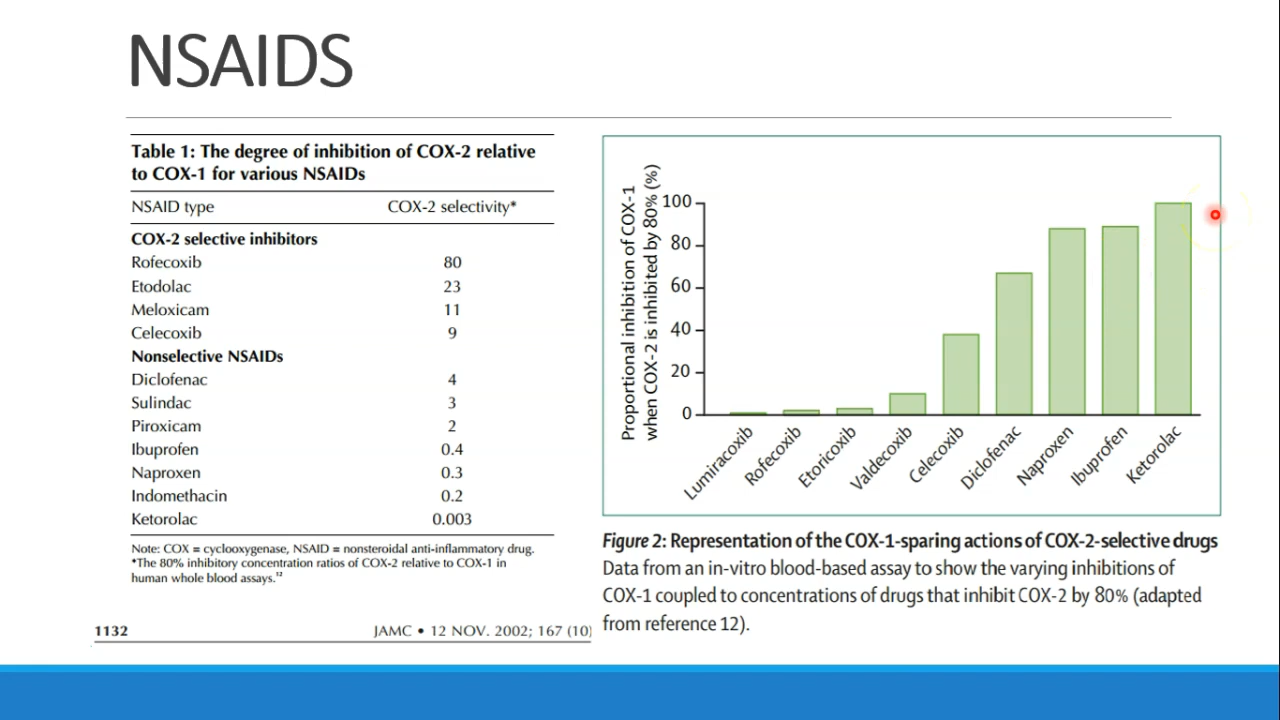 NSAIDS
Table 1: The degree of inhibition of COX-2 relative
to COX-1 for various NSAIDs
NSAID type COX-2 selectivity*
COX-2 selective inhibitors
Rofecoxib 80
Etodolac 23
Meloxicam 11
Celecoxib 9
Nonselective NSAIDs
Diclofenac 4
Sulindac 3
Piroxicam 2
Ibuprofen 0.4
Naproxen 0.3
Indomethacin 0.2
Ketorolac 0.003
Note: COX = cyclooxygenase, NSAID = nonsteroidal anti-inflammatory drug.
*The 80% inhibitory concentration ratios of COX-2 relative to COX-1 in
human whole blood assays.¹²
1132 JAMC • 12 NOV. 2002; 167 (10)
Proportional inhibition of COX-1
when COX-2 is inhibited by 80% (%)
100
80
60
40
20
0
Lumiracoxib
Rofecoxib
Etoricoxib
Valdecoxib
Celecoxib
Diclofenac
Naproxen
Ibuprofen
Ketorolac
Figure 2: Representation of the COX-1-sparing actions of COX-2-selective drugs
Data from an in-vitro blood-based assay to show the varying inhibitions of
COX-1 coupled to concentrations of drugs that inhibit COX-2 by 80% (adapted
from reference 12).